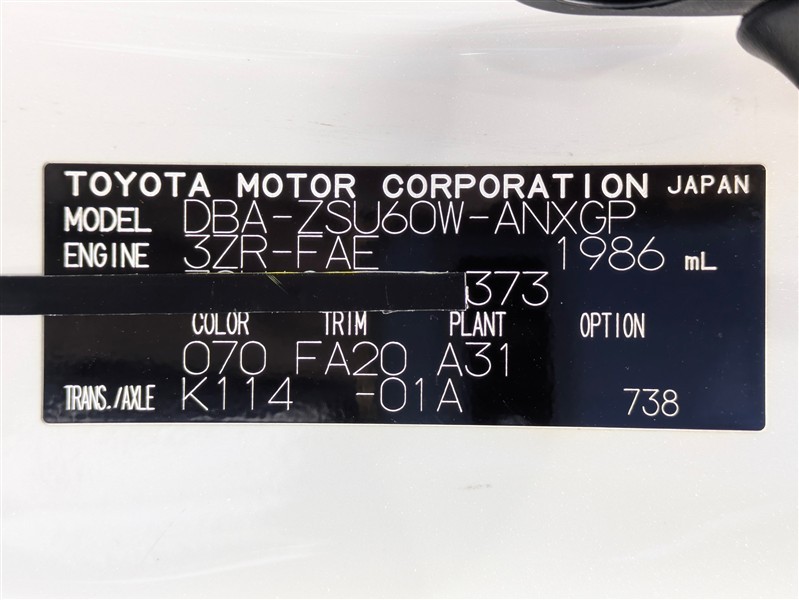 TOYOTA MOTOR CORPORATION JAPAN
MODEL DBA-ZSU60W-ANXGP
ENGINE 3ZR-FAE 1986 mL
373
COLOR TRIM PLANT OPTION
070 FA20 A31
TRANS./AXLE K114 -01A 738